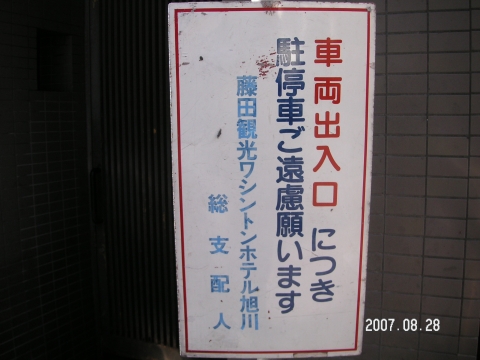 車両出入口につき
駐停車ご遠慮願います
藤田観光ワシントンホテル旭川
総支配人
2007.08.28